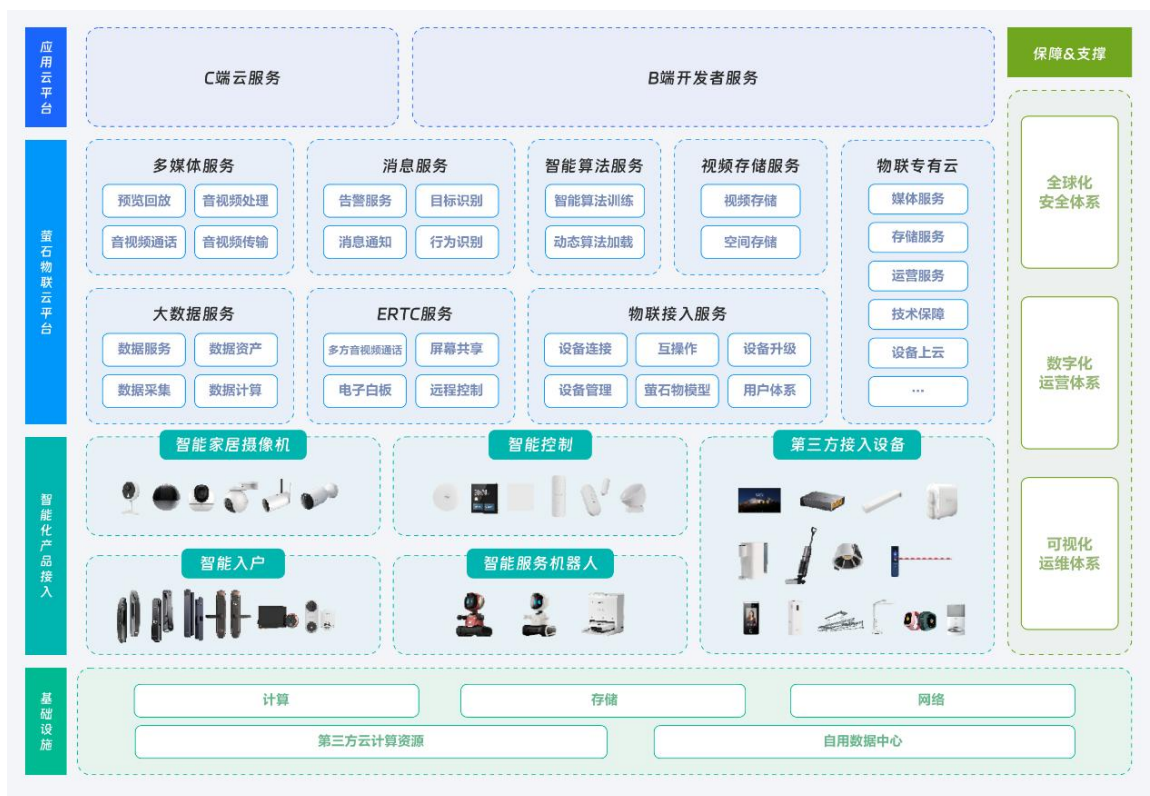 应用云平台
C端云服务
B端开发者服务
保障&支撑
萤石物联云平台
多媒体服务
预览回放
音视频处理
音视频通话
音视频传输
消息服务
告警服务
目标识别
消息通知
行为识别
智能算法服务
智能算法训练
动态算法加载
视频存储服务
视频存储
空间存储
物联专有云
媒体服务
存储服务
运营服务
技术保障
设备上云
...
大数据服务
数据服务
数据资产
数据采集
数据计算
ERTC服务
多方音视频通话
屏幕共享
电子白板
远程控制
物联接入服务
设备连接
互操作
设备升级
设备管理
萤石物模型
用户体系
全球化
安全体系
数字化
运营体系
可视化
运维体系
智能化产品接入
智能家居摄像机
智能控制
第三方接入设备
智能入户
智能服务机器人
基础设施
计算
存储
网络
第三方云计算资源
自用数据中心